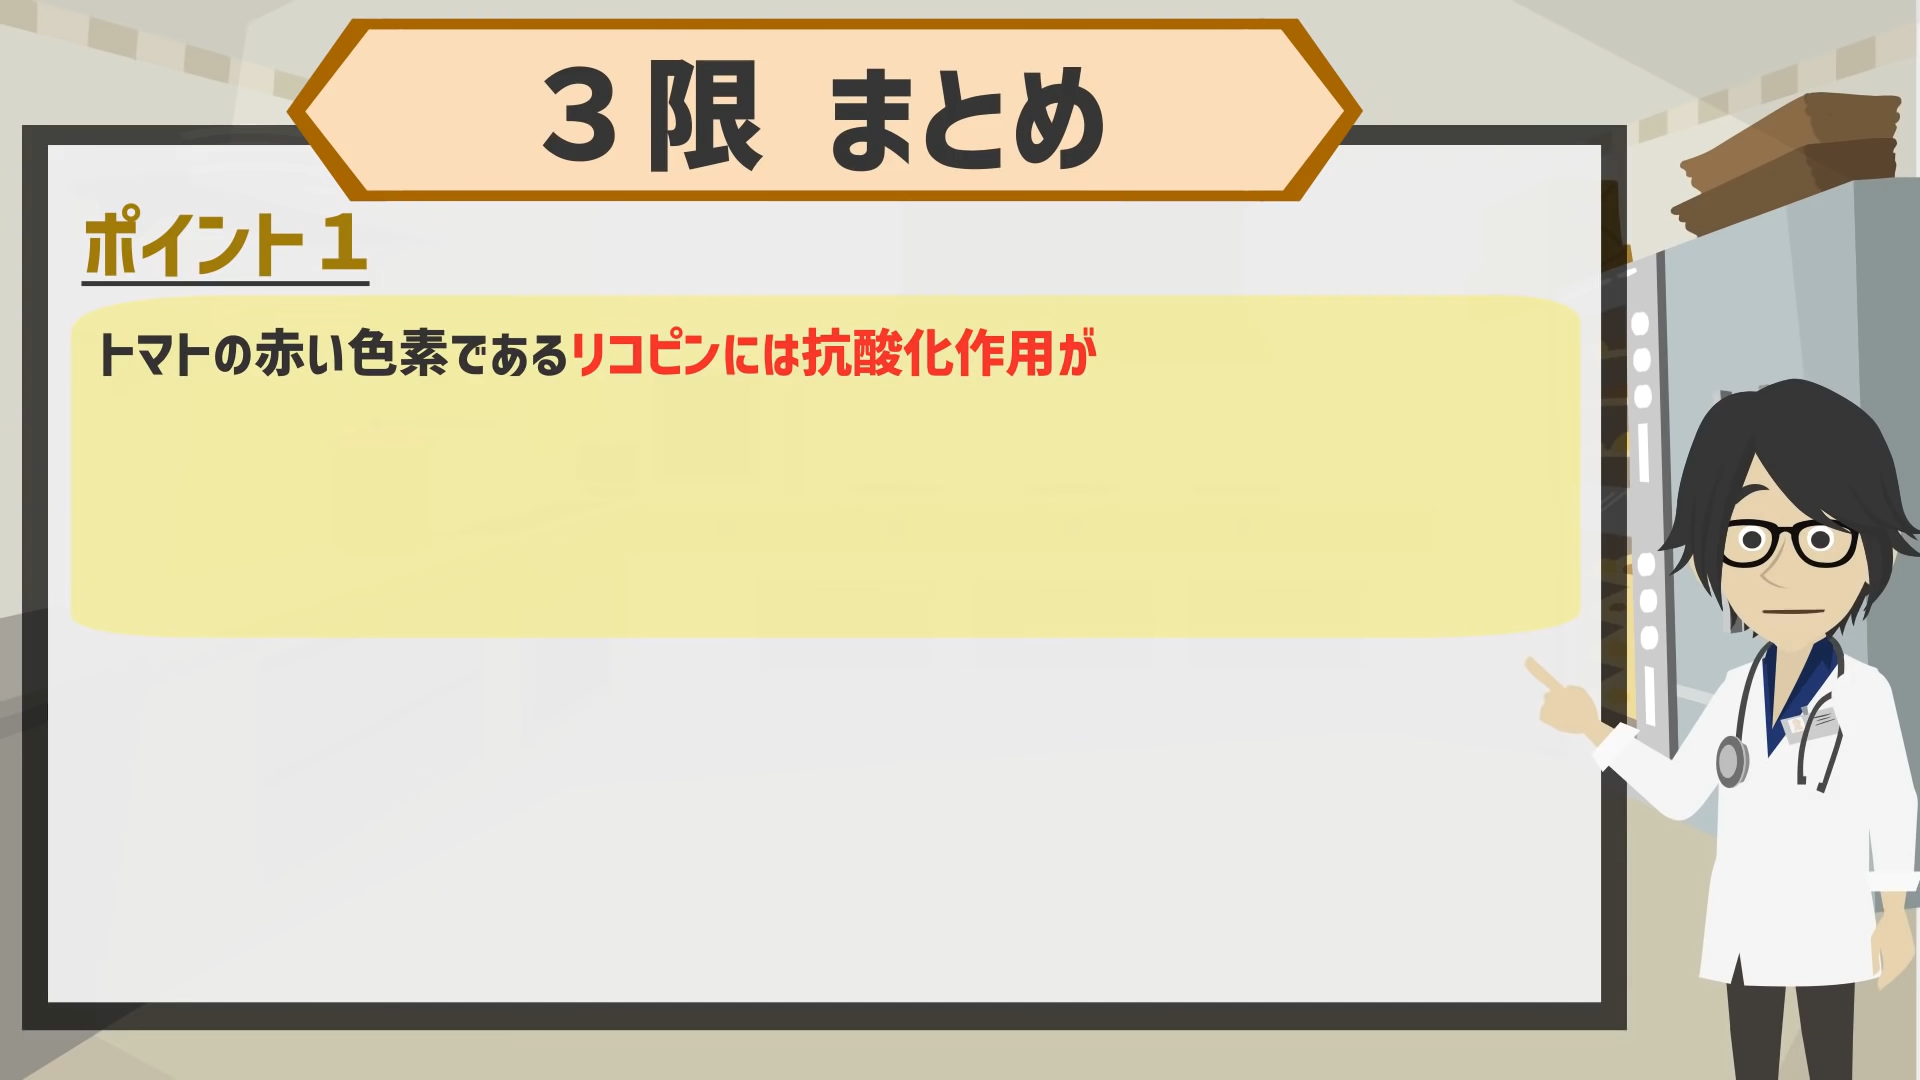 ３限 まとめ
ポイント１
トマトの赤い色素であるリコピンには抗酸化作用が